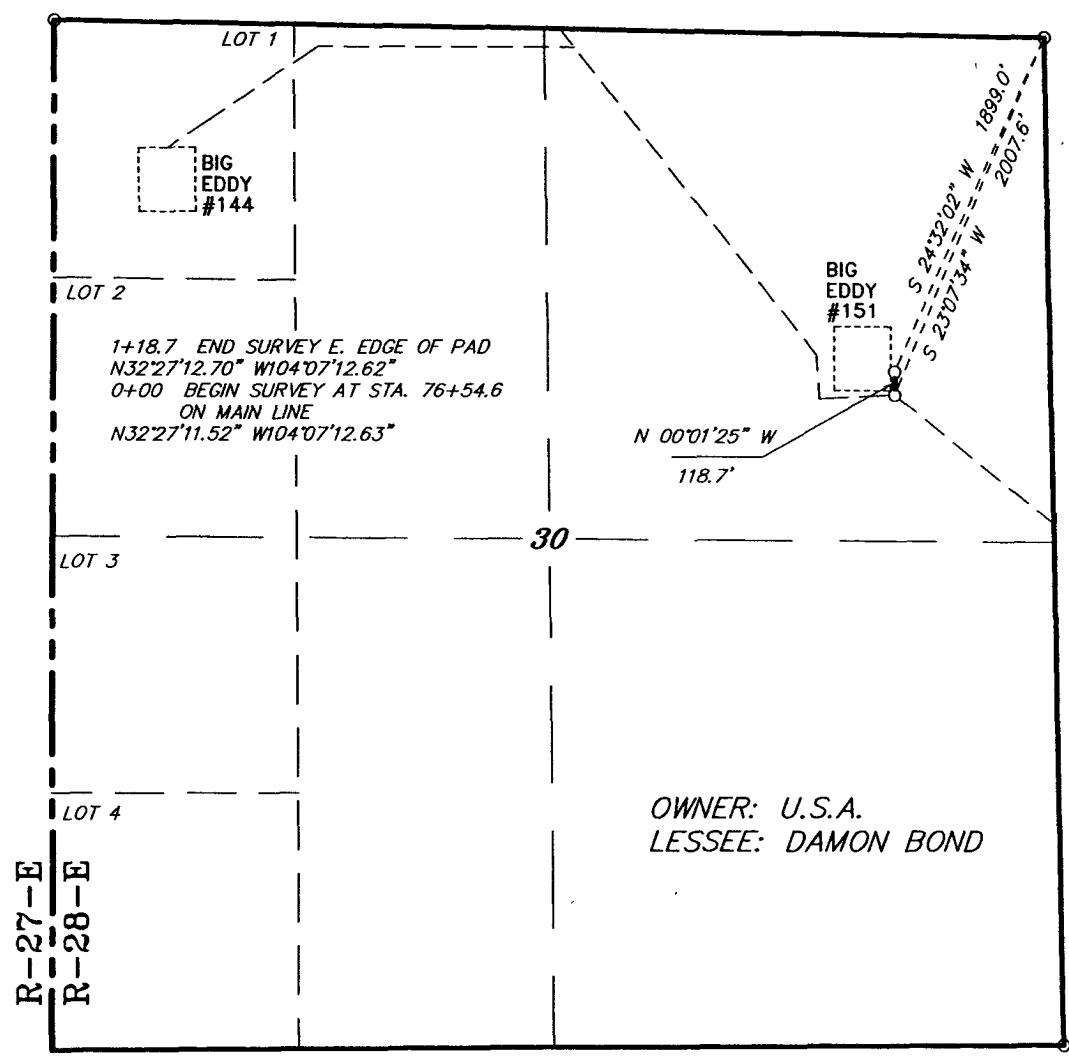 LOT 1
BIG
EDDY
#144
LOT 2
1+18.7 END SURVEY E. EDGE OF PAD
N32°27'12.70" W104°07'12.62"
0+00 BEGIN SURVEY AT STA. 76+54.6
ON MAIN LINE
N32°27'11.52" W104°07'12.63"
BIG
EDDY
#151
S 24°32'02" W 1899.0'
S 23°07'34" W 2007.6'
N 00°01'25" W
118.7'
30
LOT 3
LOT 4
OWNER: U.S.A.
LESSEE: DAMON BOND
R-27-E
R-28-E